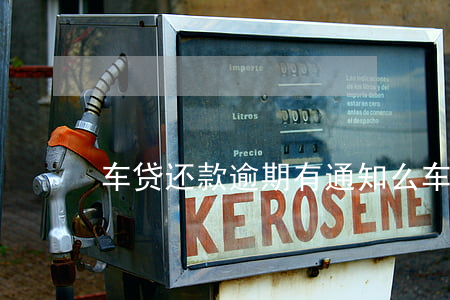 Importe
Las indicaciones
de los litros y del
importe deben
estar en cero
antes de comenzar
el despacho
Litros
Precio
车贷还款逾期有通知么车
KEROSENE